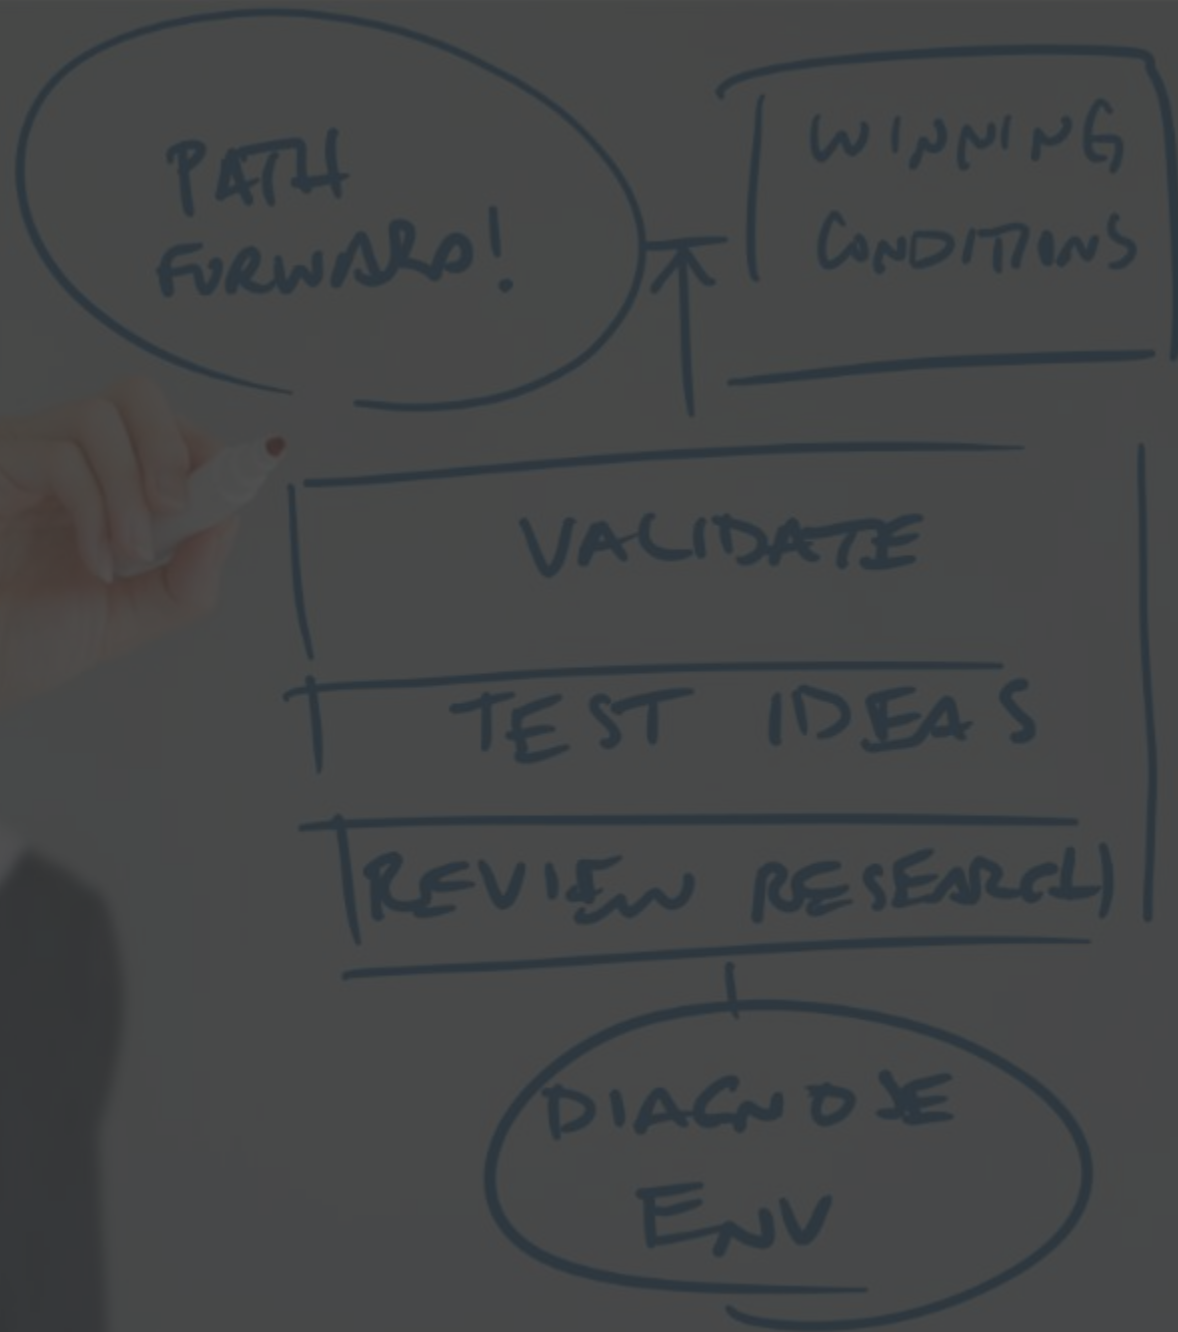 PATH
FORWARD!
WINNING
CONDITIONS
VALIDATE
TEST IDEAS
REVIEW RESEARCH
DIAGNOSE
ENV